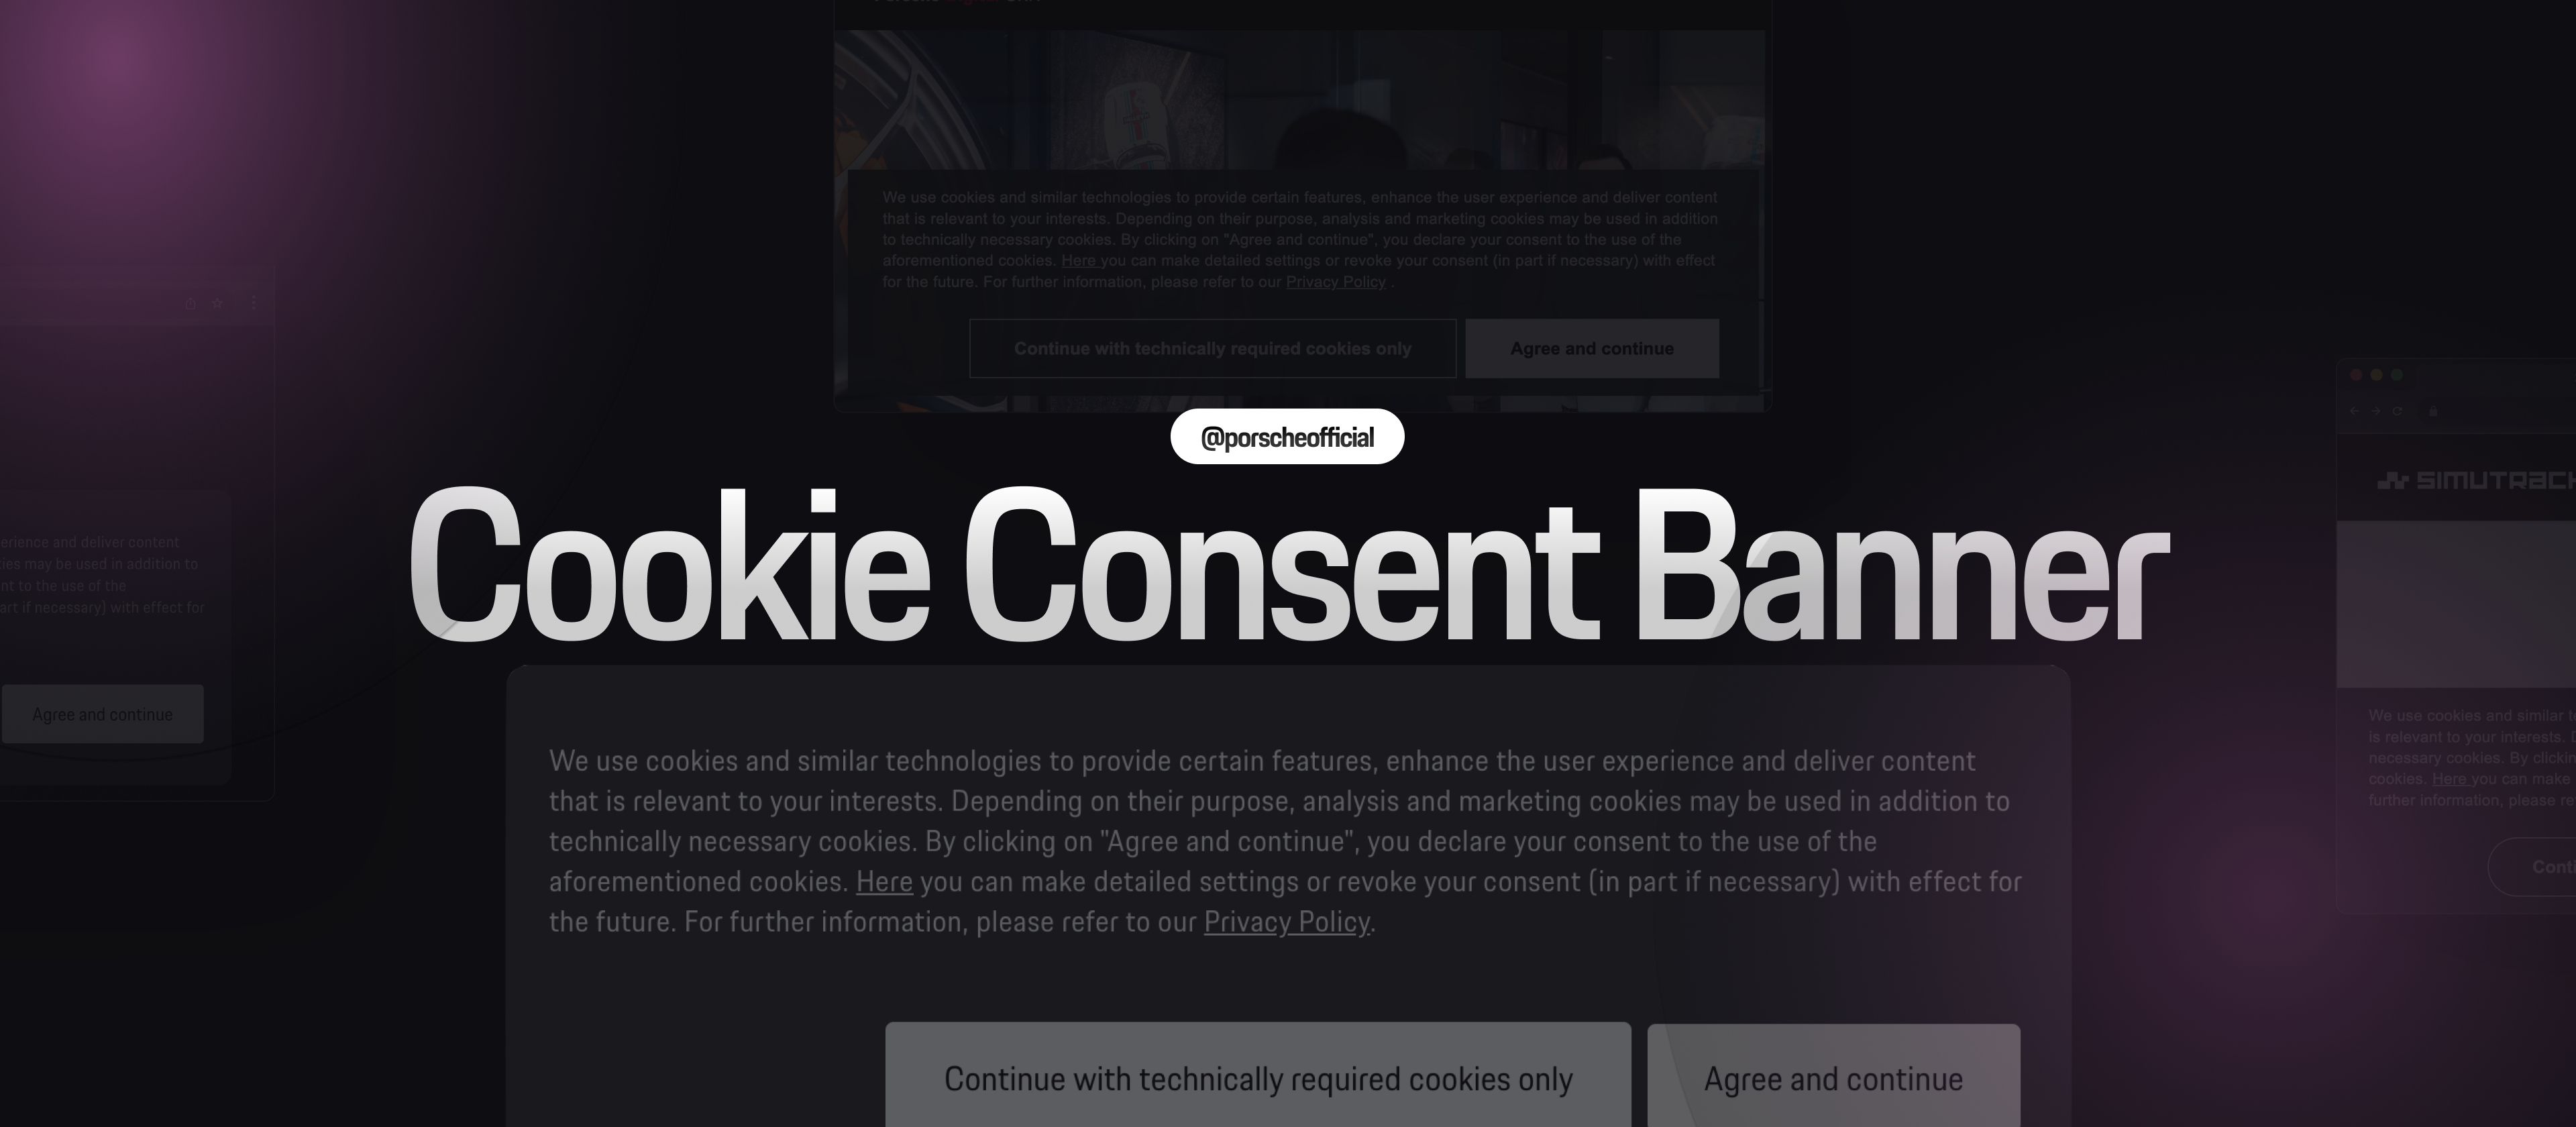 We use cookies and similar technologies to provide certain features, enhance the user experience and deliver content
that is relevant to your interests. Depending on their purpose, analysis and marketing cookies may be used in addition
to technically necessary cookies. By clicking on "Agree and continue", you declare your consent to the use of the
aforementioned cookies. Here you can make detailed settings or revoke your consent (in part if necessary) with effect
for the future. For further information, please refer to our Privacy Policy .
Continue with technically required cookies only
Agree and continue
@porscheofficial
Cookie Consent Banner
We use cookies and similar technologies to provide certain features, enhance the user experience and deliver content
that is relevant to your interests. Depending on their purpose, analysis and marketing cookies may be used in addition to
technically necessary cookies. By clicking on "Agree and continue", you declare your consent to the use of the
aforementioned cookies. Here you can make detailed settings or revoke your consent (in part if necessary) with effect for
the future. For further information, please refer to our Privacy Policy.
Continue with technically required cookies only
Agree and continue
erience and deliver content
ies may be used in addition to
nt to the use of the
art if necessary) with effect for
Agree and continue
SIMUTRACK
We use cookies and similar t
is relevant to your interests.
necessary cookies. By clickin
cookies. Here you can make
further information, please re
Conti